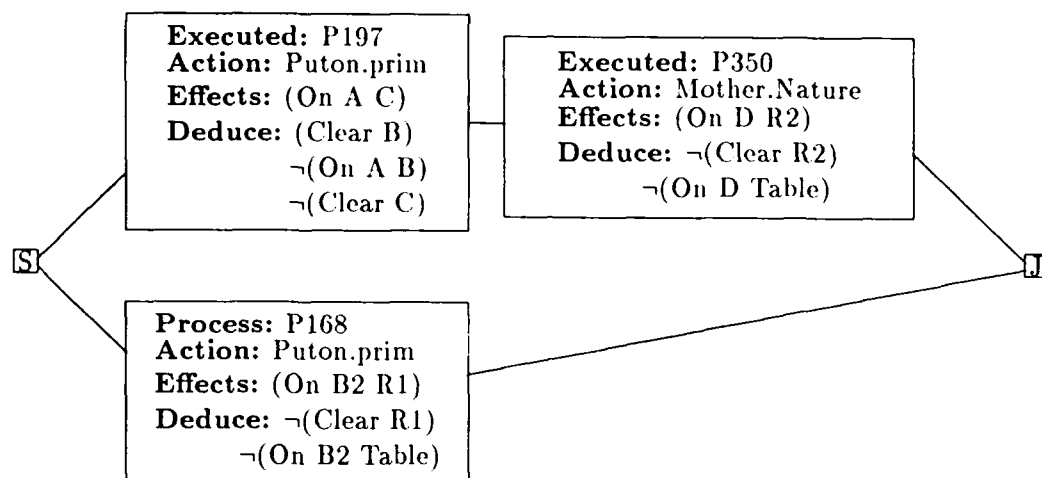 Executed: P197
Action: Puton.prim
Effects: (On A C)
Deduce: (Clear B)
¬(On A B)
¬(Clear C)
Executed: P350
Action: Mother.Nature
Effects: (On D R2)
Deduce: ¬(Clear R2)
¬(On D Table)
S
J
Process: P168
Action: Puton.prim
Effects: (On B2 R1)
Deduce: ¬(Clear R1)
¬(On B2 Table)